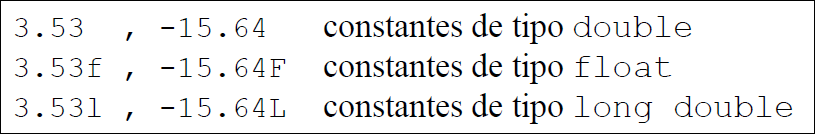 3.53 , -15.64 constantes de tipo double
3.53f , -15.64F constantes de tipo float
3.53l , -15.64L constantes de tipo long double